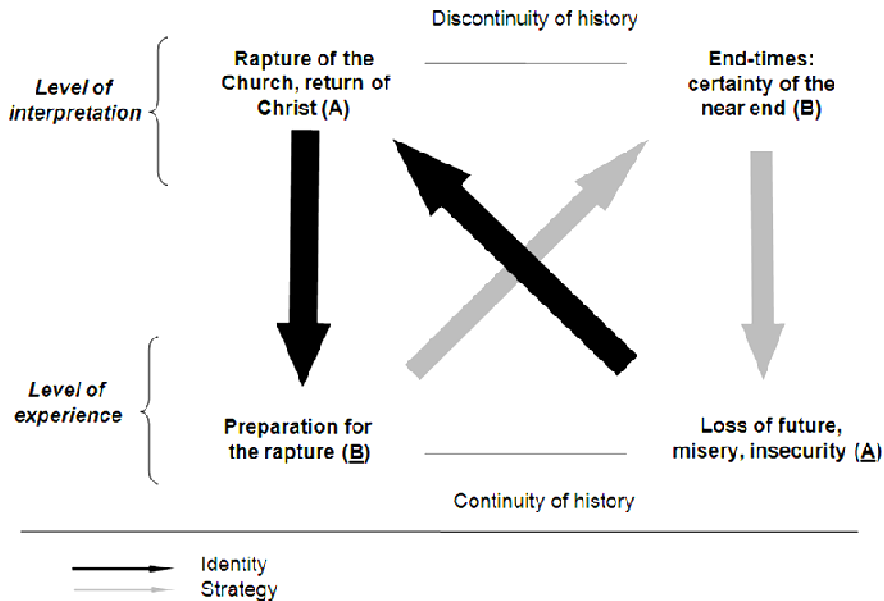 Discontinuity of history
Level of
interpretation
Rapture of the
Church, return of
Christ (A)
End-times:
certainty of the
near end (B)
Level of
experience
Preparation for
the rapture (B)
Loss of future,
misery, insecurity (A)
Continuity of history
Identity
Strategy